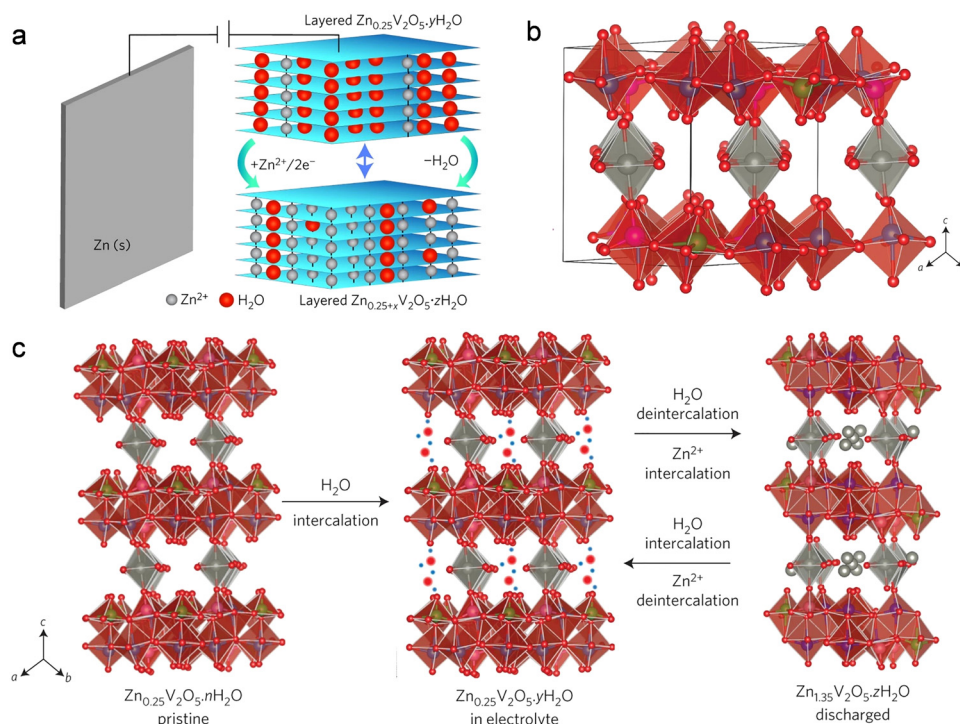 a
Layered Zn0.25V2O5.yH2O
+Zn2+/2e−
−H2O
Zn (s)
Zn2+ H2O
Layered Zn0.25+xV2O5·zH2O
b
c
a
b
c
H2O
intercalation
H2O
deintercalation
Zn2+
intercalation
H2O
intercalation
Zn2+
deintercalation
c
a
b
Zn0.25V2O5.nH2O
pristine
Zn0.25V2O5.yH2O
in electrolyte
Zn1.35V2O5.zH2O
discharged